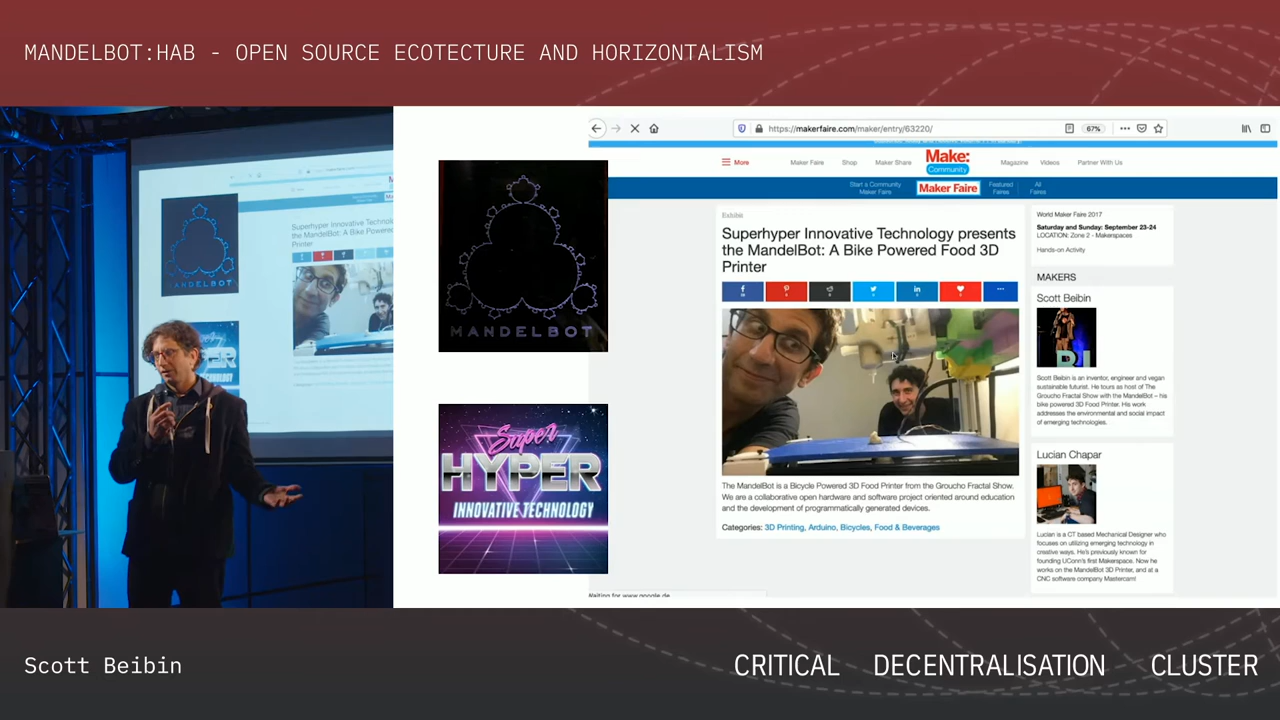 MANDELBOT:HAB - OPEN SOURCE ECOTECTURE AND HORIZONTALISM
MANDELBOT
SUPER
HYPER
INNOVATIVE TECHNOLOGY
https://makerfaire.com/maker/entry/63220/
67%
More
Maker Faire
Shop
Maker Share
Make:
Community
Magazine
Videos
Partner With Us
Start a Community
Maker Faire
Maker Faire
Featured
Faires
All
Faires
Exhibit
Superhyper Innovative Technology presents
the MandelBot: A Bike Powered Food 3D
Printer
The MandelBot is a Bicycle Powered 3D Food Printer from the Groucho Fractal Show.
We are a collaborative open hardware and software project oriented around education
and the development of programmatically generated devices.
Categories: 3D Printing, Arduino, Bicycles, Food & Beverages
World Maker Faire 2017
Saturday and Sunday: September 23-24
LOCATION: Zone 2 - Makerspaces
Hands-on Activity
MAKERS
Scott Beibin
Scott Beibin is an inventor, engineer and vegan
sustainable futurist. He tours as host of The
Groucho Fractal Show with the MandelBot – his
bike powered 3D Food Printer. His work
addresses the environmental and social impact
of emerging technologies.
Lucian Chapar
Lucian is a CT based Mechanical Designer who
focuses on utilizing emerging technology in
creative ways. He's previously known for
founding UConn's first Makerspace. Now he
works on the MandelBot 3D Printer, and at a
CNC software company Mastercam!
Waiting for www.google.de
Scott Beibin
CRITICAL DECENTRALISATION CLUSTER